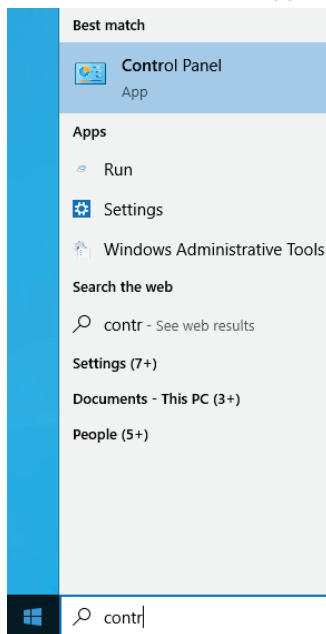 Best match
Control Panel
App
Apps
Run
Settings
Windows Administrative Tools
Search the web
contr - See web results
Settings (7+)
Documents - This PC (3+)
People (5+)
contr